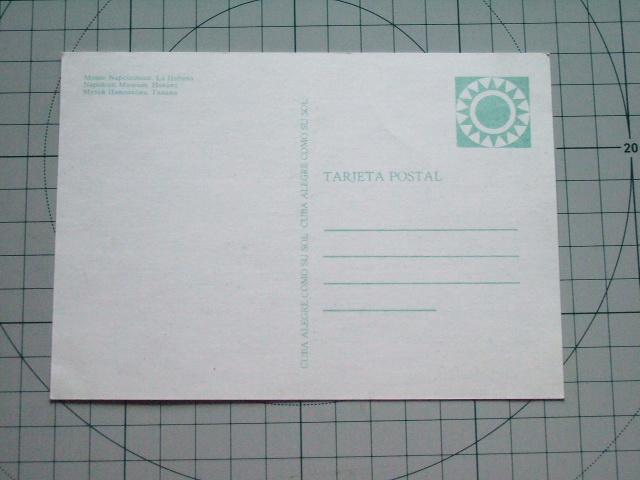 Museo Napoleónico. La Habana
Napoleon Museum. Havana
Музей Наполеона. Гавана
CUBA ALEGRE COMO SU SOL CUBA ALEGRE COMO SU SOL
TARJETA POSTAL
20